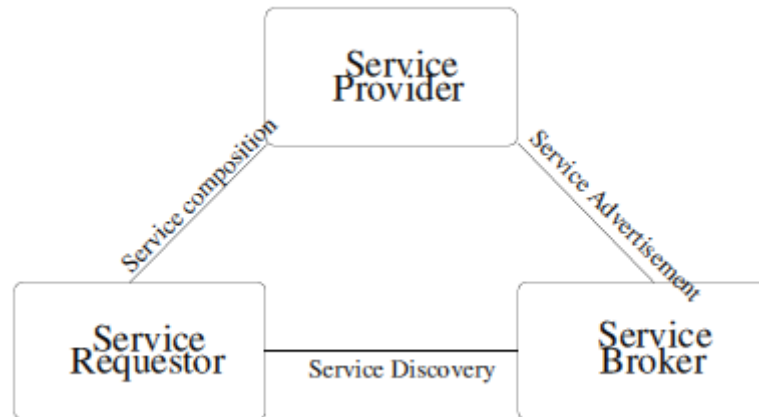 Service
Provider
Service composition
Service Advertisement
Service
Requestor
Service Discovery
Service
Broker